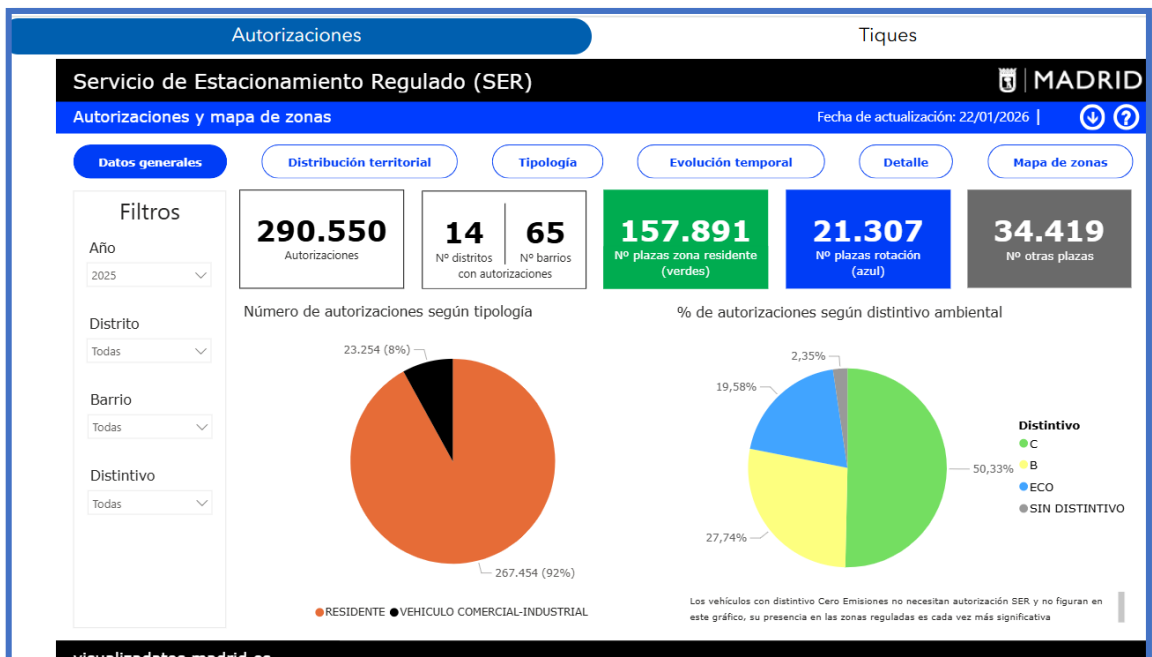 Autorizaciones
Tiques
Servicio de Estacionamiento Regulado (SER)
MADRID
Autorizaciones y mapa de zonas
Fecha de actualización: 22/01/2026 |
Datos generales
Distribución territorial
Tipología
Evolución temporal
Detalle
Mapa de zonas
Filtros
Año
2025
Distrito
Todas
Barrio
Todas
Distintivo
Todas
290.550
Autorizaciones
14
Nº distritos
65
Nº barrios
con autorizaciones
157.891
Nº plazas zona residente
(verdes)
21.307
Nº plazas rotación
(azul)
34.419
Nº otras plazas
Número de autorizaciones según tipología
23.254 (8%)
267.454 (92%)
RESIDENTE
VEHICULO COMERCIAL-INDUSTRIAL
% de autorizaciones según distintivo ambiental
2,35%
19,58%
50,33%
27,74%
Distintivo
C
B
ECO
SIN DISTINTIVO
Los vehículos con distintivo Cero Emisiones no necesitan autorización SER y no figuran en
este gráfico, su presencia en las zonas reguladas es cada vez más significativa